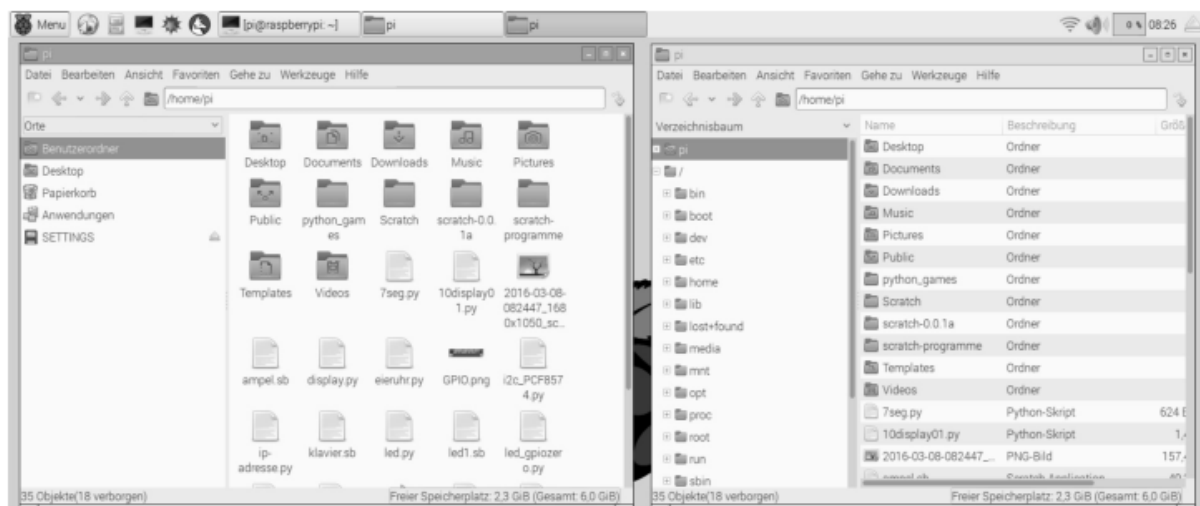 Menu [pi@raspberrypi: ~] pi pi 0 % 08:26
pi
Datei Bearbeiten Ansicht Favoriten Gehe zu Werkzeuge Hilfe
/home/pi
Orte
Benutzerordner
Desktop
Papierkorb
Anwendungen
SETTINGS
Desktop Documents Downloads Music Pictures
Public python_gam Scratch scratch-0.0. scratch-
es 1a programme
Templates Videos 7seg.py 10display0 2016-03-08-
1.py 082447_168
0x1050_sc...
ampel.sb display.py eieruhr.py GPIO.png i2c_PCF857
4.py
ip- klavier.sb led.py led1.sb led_gpiozer
adresse.py o.py
35 Objekte(18 verborgen) Freier Speicherplatz: 2,3 GiB (Gesamt: 6,0 GiB)
pi
Datei Bearbeiten Ansicht Favoriten Gehe zu Werkzeuge Hilfe
/home/pi
Verzeichnisbaum
pi
/
bin
boot
dev
etc
home
lib
lost+found
media
mnt
opt
proc
root
run
sbin
Name Beschreibung Größ
Desktop Ordner
Documents Ordner
Downloads Ordner
Music Ordner
Pictures Ordner
Public Ordner
python_games Ordner
Scratch Ordner
scratch-0.0.1a Ordner
scratch-programme Ordner
Templates Ordner
Videos Ordner
7seg.py Python-Skript 624
10display01.py Python-Skript 1,
2016-03-08-082447_... PNG-Bild 157,
ampel.sb Scratch Application
35 Objekte(18 verborgen) Freier Speicherplatz: 2,3 GiB (Gesamt: 6,0 GiB)